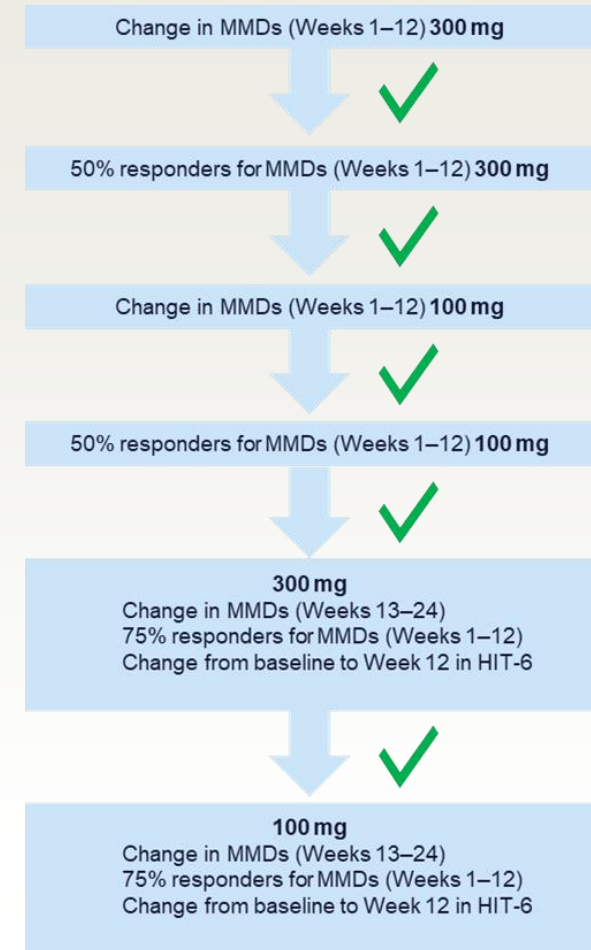 Change in MMDs (Weeks 1–12) 300 mg
50% responders for MMDs (Weeks 1–12) 300 mg
Change in MMDs (Weeks 1–12) 100 mg
50% responders for MMDs (Weeks 1–12) 100 mg
300 mg
Change in MMDs (Weeks 13–24)
75% responders for MMDs (Weeks 1–12)
Change from baseline to Week 12 in HIT-6
100 mg
Change in MMDs (Weeks 13–24)
75% responders for MMDs (Weeks 1–12)
Change from baseline to Week 12 in HIT-6